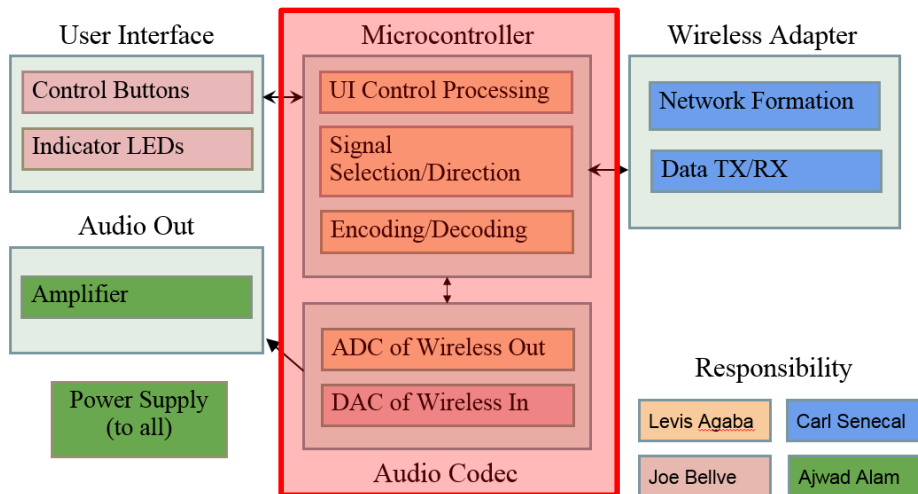 User Interface
Control Buttons
Indicator LEDs
Audio Out
Amplifier
Power Supply
(to all)
Microcontroller
UI Control Processing
Signal
Selection/Direction
Encoding/Decoding
ADC of Wireless Out
DAC of Wireless In
Audio Codec
Wireless Adapter
Network Formation
Data TX/RX
Responsibility
Levis Agaba
Carl Senecal
Joe Bellve
Ajwad Alam